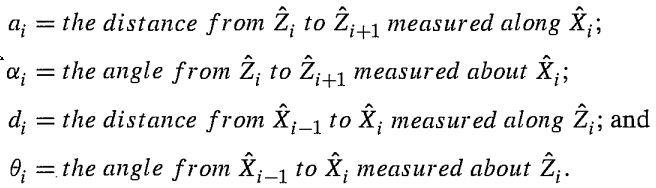 a_i = the distance from Ẑ_i to Ẑ_{i+1} measured along X̂_i;
α_i = the angle from Ẑ_i to Ẑ_{i+1} measured about X̂_i;
d_i = the distance from X̂_{i−1} to X̂_i measured along Ẑ_i; and
θ_i = the angle from X̂_{i−1} to X̂_i measured about Ẑ_i.